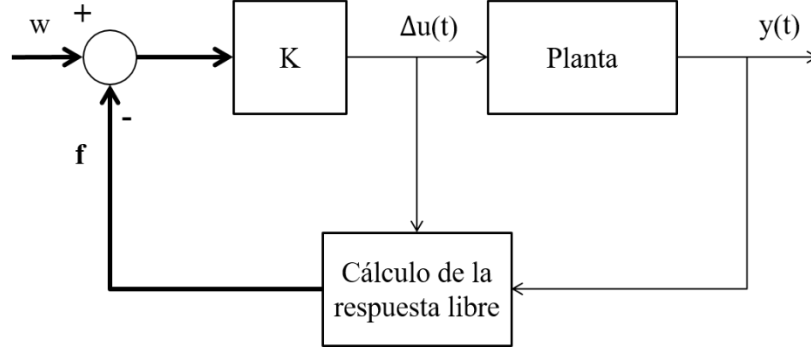 w
+
-
f
K
Δu(t)
Planta
y(t)
Cálculo de la
respuesta libre